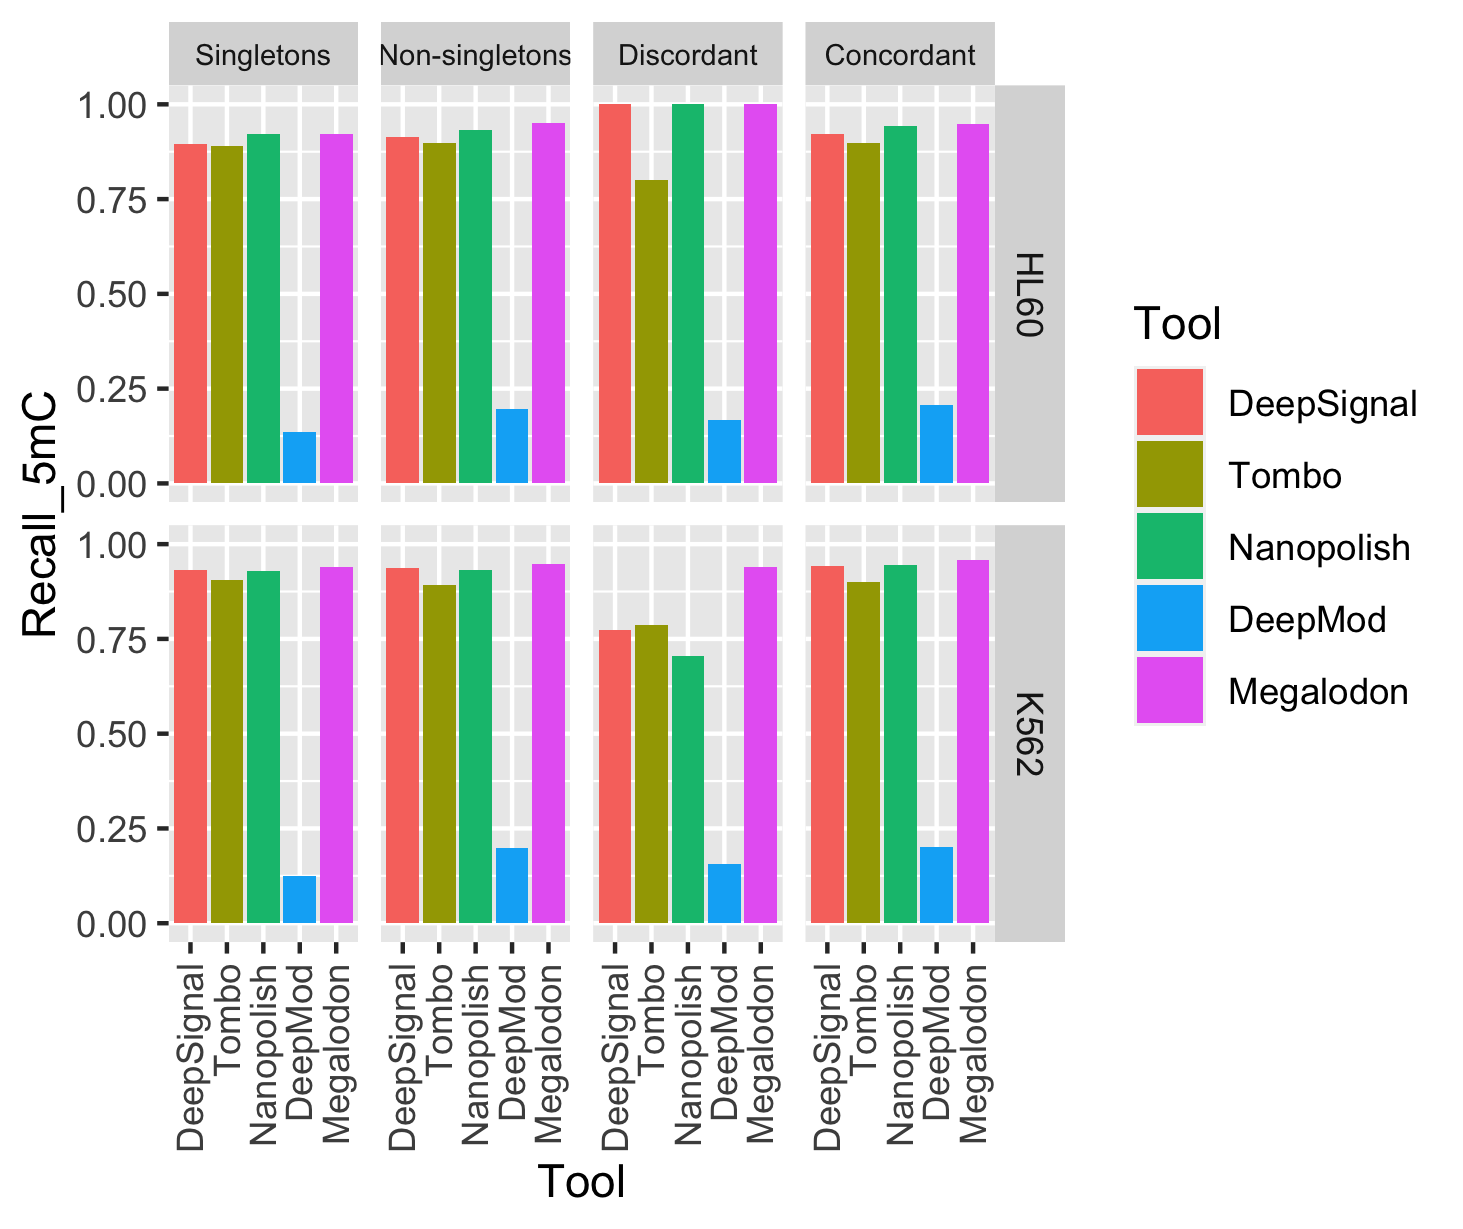 Singletons
Non-singletons
Discordant
Concordant
1.00
0.75
0.50
0.25
0.00
HL60
1.00
0.75
0.50
0.25
0.00
K562
Recall_5mC
DeepSignal
Tombo
Nanopolish
DeepMod
Megalodon
DeepSignal
Tombo
Nanopolish
DeepMod
Megalodon
DeepSignal
Tombo
Nanopolish
DeepMod
Megalodon
DeepSignal
Tombo
Nanopolish
DeepMod
Megalodon
Tool
Tool
DeepSignal
Tombo
Nanopolish
DeepMod
Megalodon